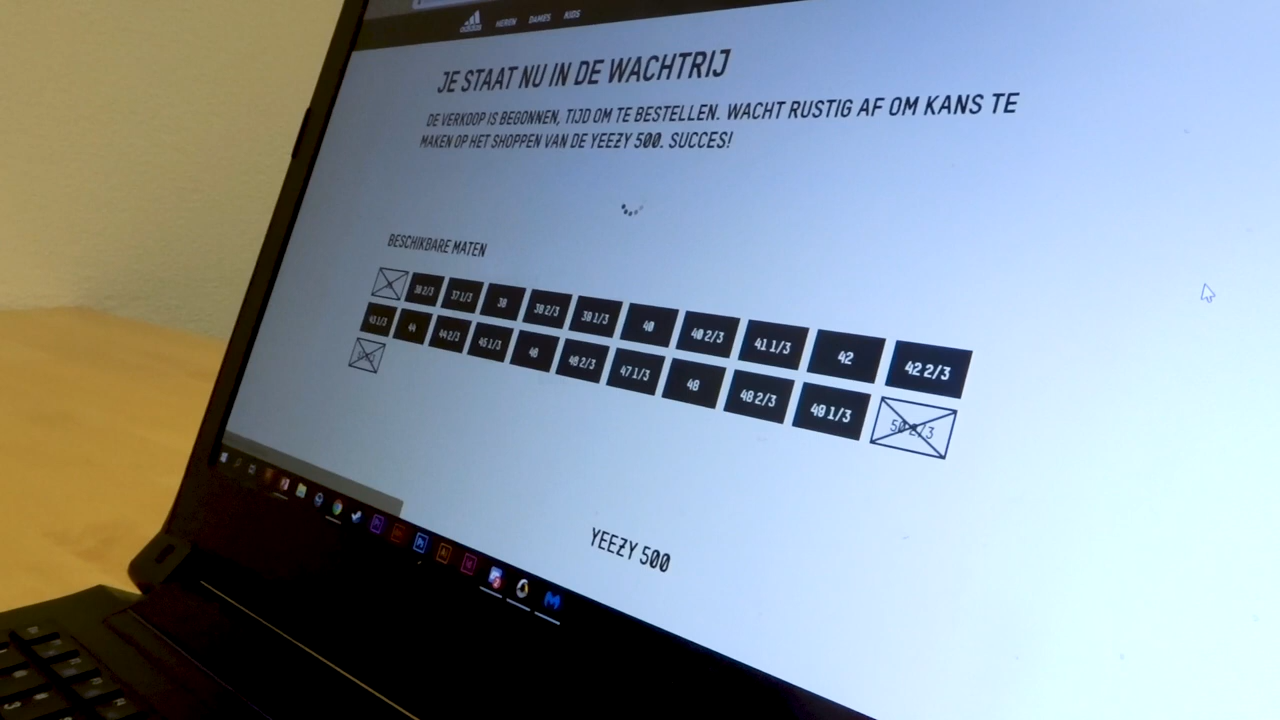 adidas HEREN DAMES KIDS
JE STAAT NU IN DE WACHTRIJ
DE VERKOOP IS BEGONNEN, TIJD OM TE BESTELLEN. WACHT RUSTIG AF OM KANS TE
MAKEN OP HET SHOPPEN VAN DE YEEZY 500. SUCCES!
BESCHIKBARE MATEN
37 1/3 38 38 2/3 39 1/3 40 40 2/3 41 1/3 42 42 2/3
43 1/3 44 44 2/3 45 1/3 46 46 2/3 47 1/3 48 48 2/3 49 1/3 50 2/3
YEEZY 500